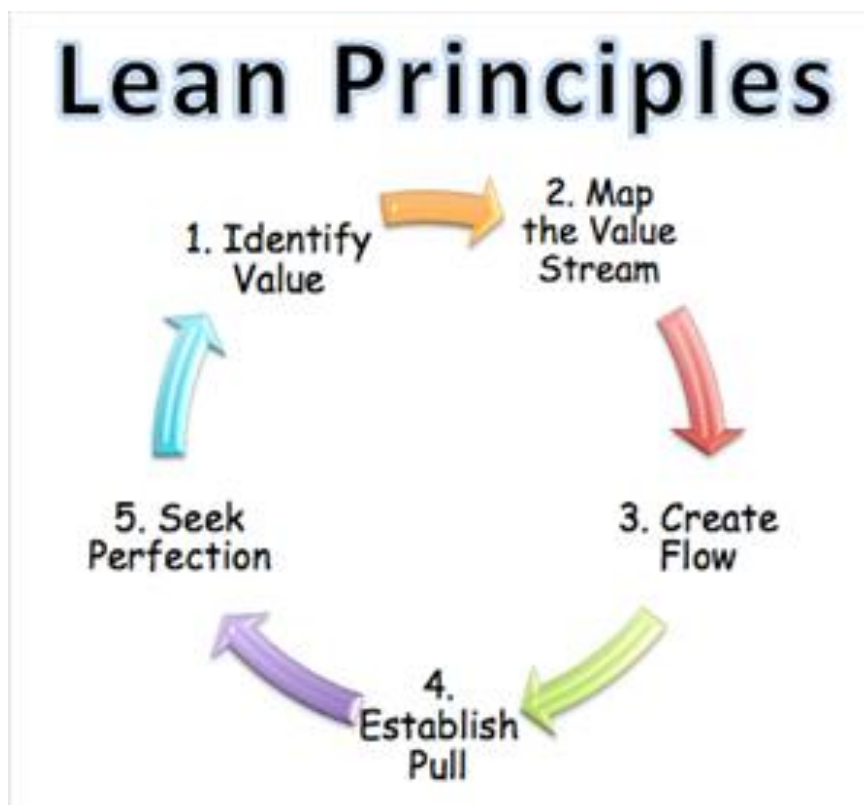 Lean Principles
1. Identify
Value
2. Map
the Value
Stream
3. Create
Flow
4.
Establish
Pull
5. Seek
Perfection